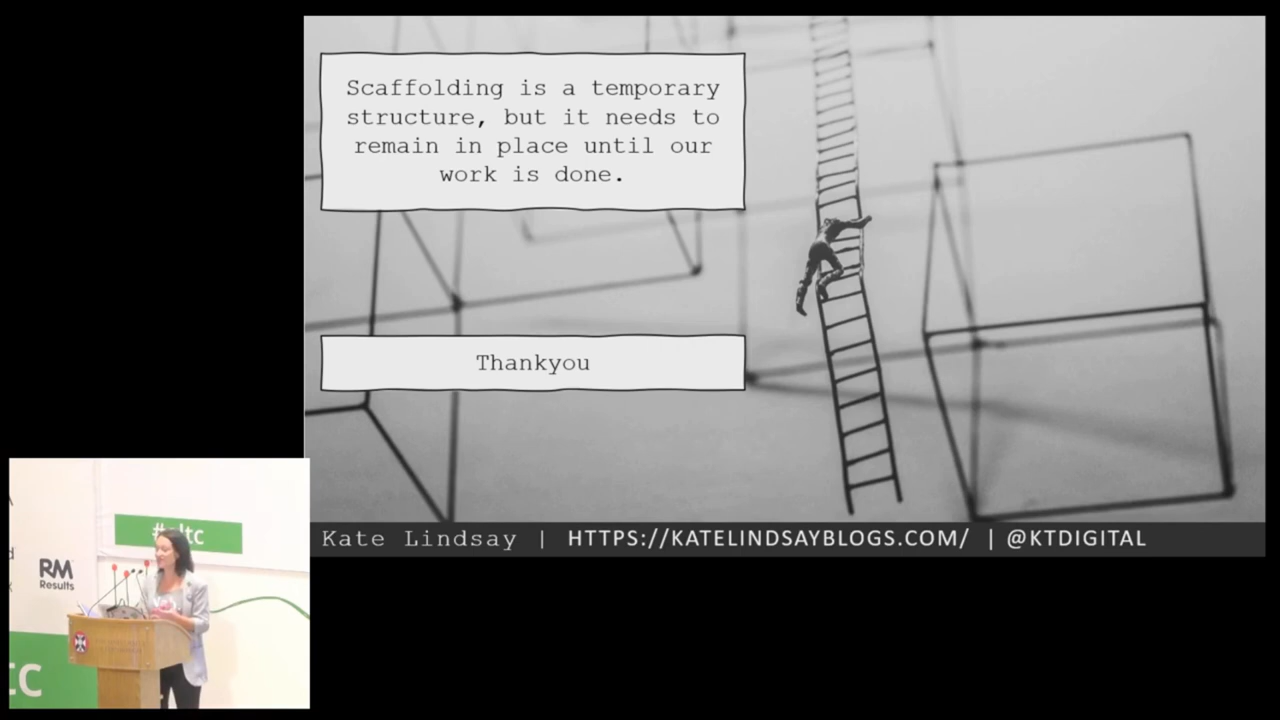 Scaffolding is a temporary
structure, but it needs to
remain in place until our
work is done.
Thankyou
Kate Lindsay | HTTPS://KATELINDSAYBLOGS.COM/ | @KTDIGITAL
RM
Results